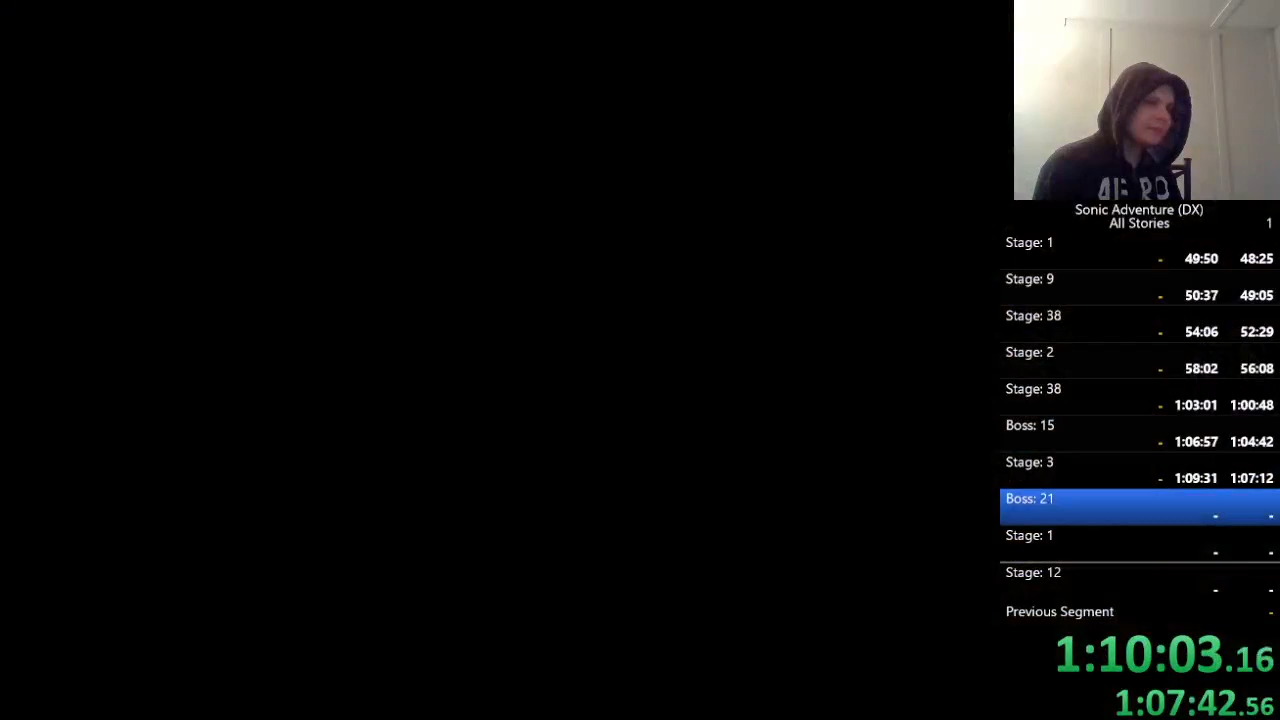 Sonic Adventure (DX)
All Stories 1
Stage: 1
- 49:50 48:25
Stage: 9
- 50:37 49:05
Stage: 38
- 54:06 52:29
Stage: 2
- 58:02 56:08
Stage: 38
- 1:03:01 1:00:48
Boss: 15
- 1:06:57 1:04:42
Stage: 3
- 1:09:31 1:07:12
Boss: 21
- -
Stage: 1
- -
Stage: 12
- -
Previous Segment -
1:10:03.16
1:07:42.56